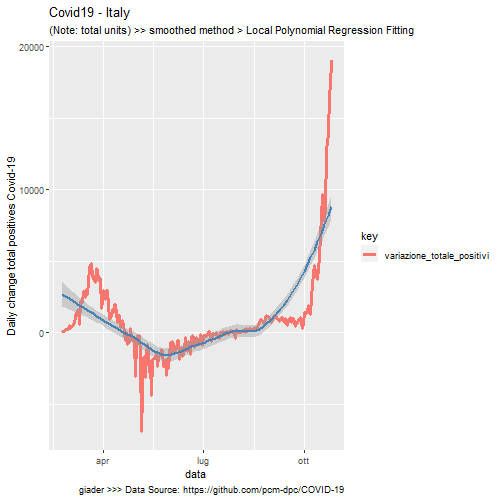 Covid19 - Italy
(Note: total units) >> smoothed method > Local Polynomial Regression Fitting
Daily change total positives Covid-19
20000
10000
0
apr
lug
ott
data
key
variazione_totale_positivi
giader >>> Data Source: https://github.com/pcm-dpc/COVID-19